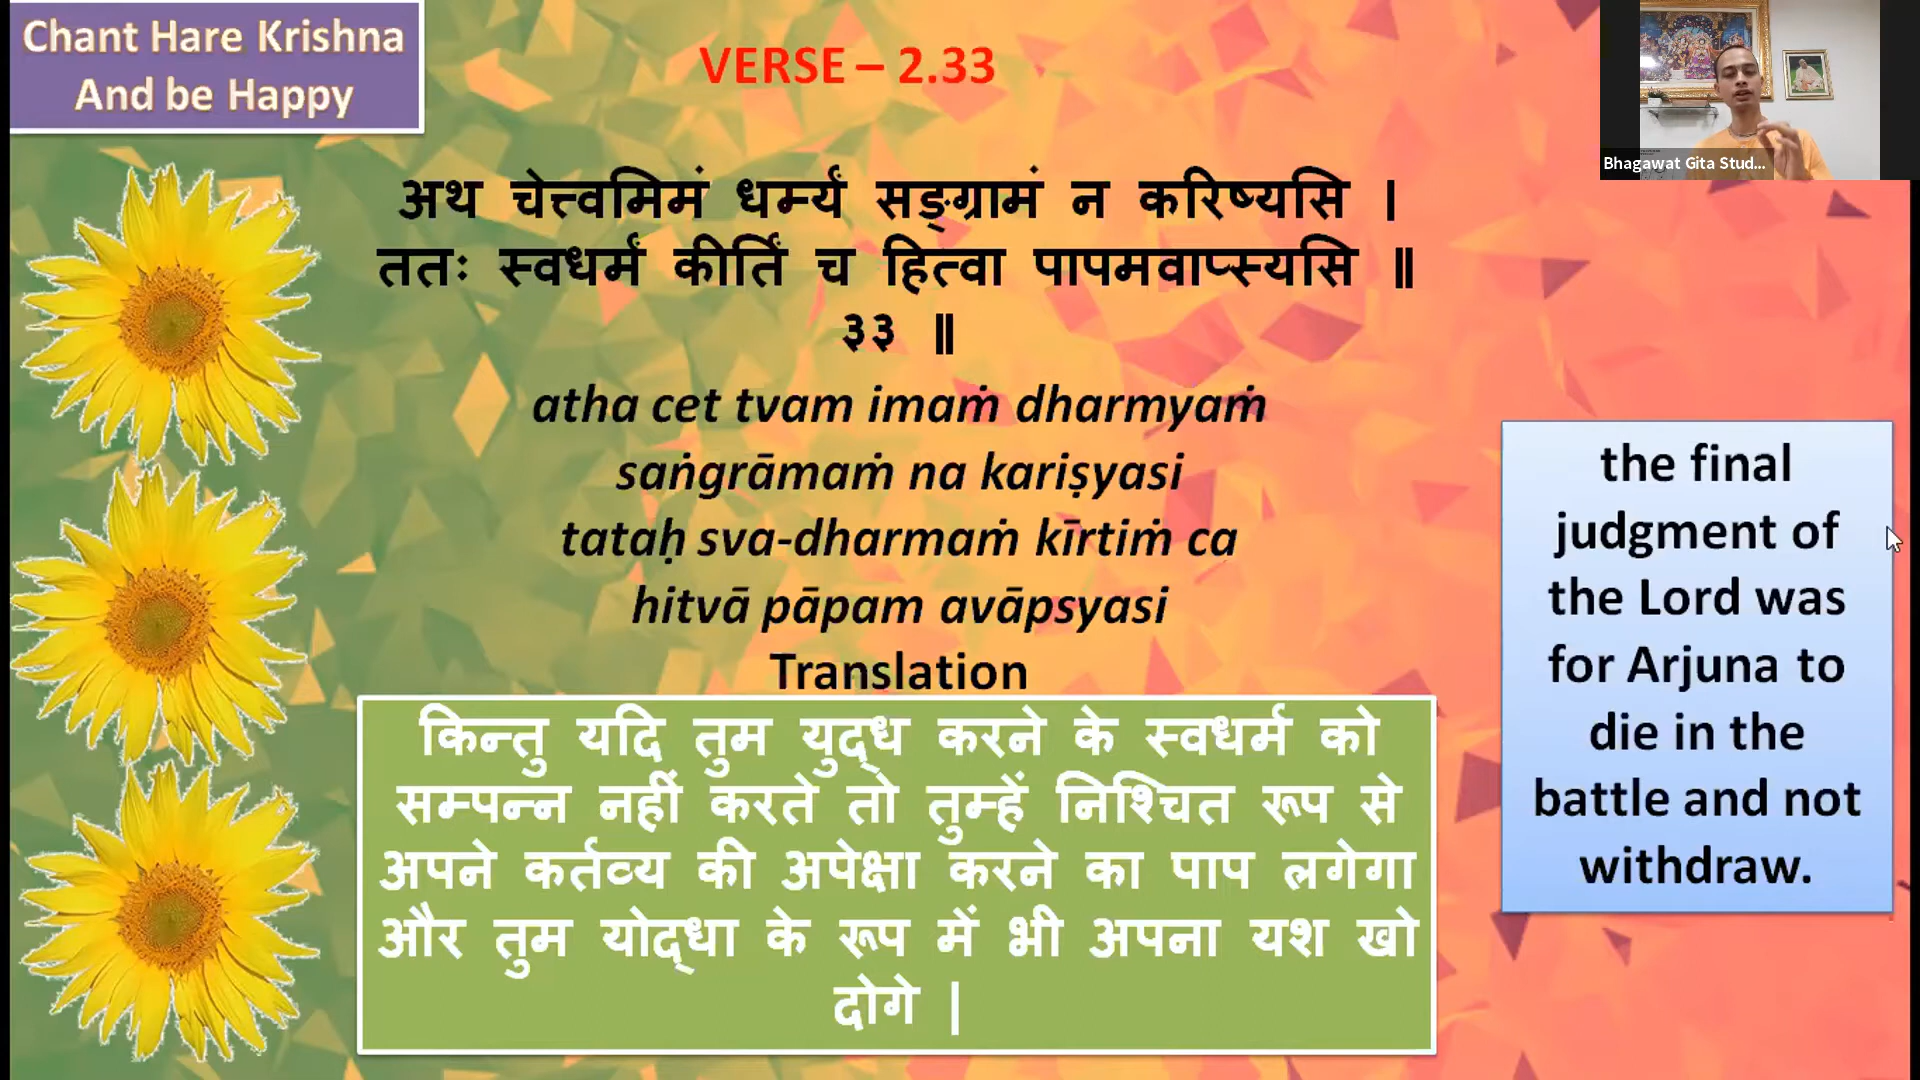 Chant Hare Krishna
And be Happy
VERSE – 2.33
Bhagawat Gita Stud...
अथ चेत्त्वमिमं धर्म्यं सङ्ग्रामं न करिष्यसि ।
ततः स्वधर्मं कीर्तिं च हित्वा पापमवाप्स्यसि ॥
३३ ॥
atha cet tvam imaṁ dharmyaṁ
saṅgrāmaṁ na kariṣyasi
tataḥ sva-dharmaṁ kīrtiṁ ca
hitvā pāpam avāpsyasi
Translation
किन्तु यदि तुम युद्ध करने के स्वधर्म को
सम्पन्न नहीं करते तो तुम्हें निश्चित रूप से
अपने कर्तव्य की अपेक्षा करने का पाप लगेगा
और तुम योद्धा के रूप में भी अपना यश खो
दोगे |
the final
judgment of
the Lord was
for Arjuna to
die in the
battle and not
withdraw.